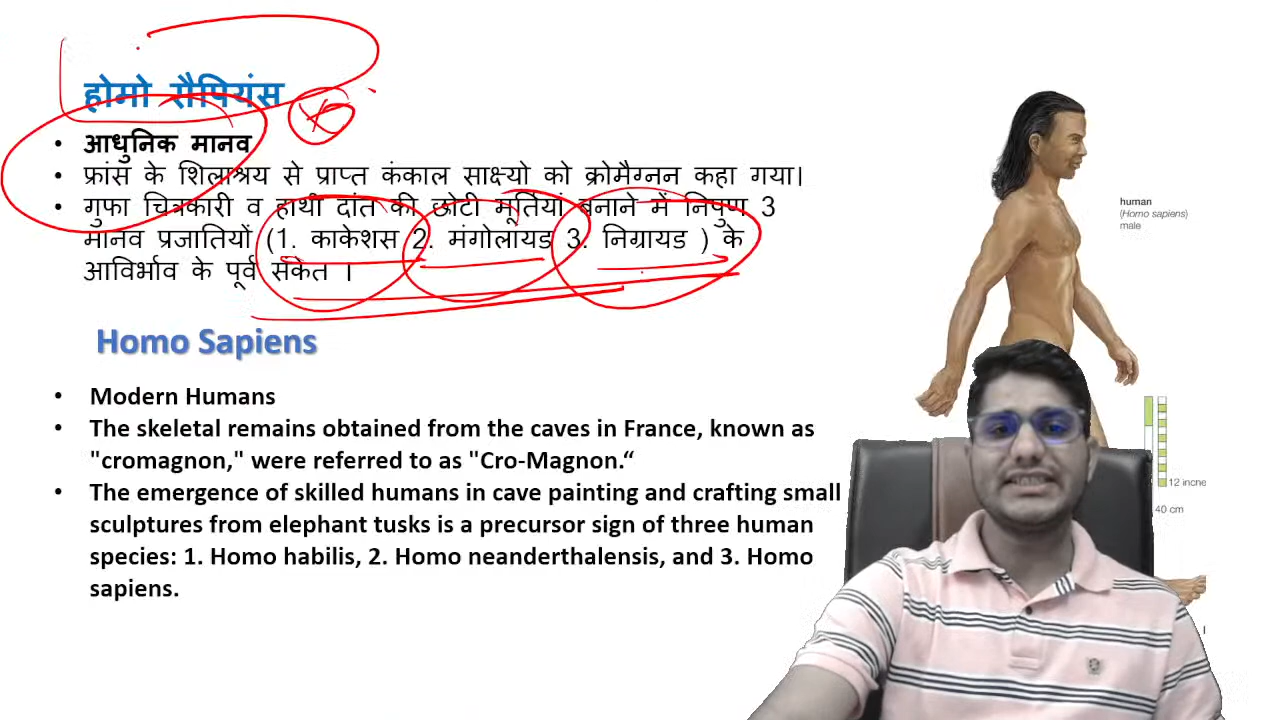 होमो सैपियंस
• आधुनिक मानव
• फ्रांस के शिलाश्रय से प्राप्त कंकाल साक्ष्यो को क्रोमैग्नन कहा गया।
• गुफा चित्रकारी व हाथी दांत की छोटी मूर्तियां बनाने में निपुण 3
मानव प्रजातियों (1. काकेशस 2. मंगोलायड 3. निग्रायड ) के
आविर्भाव के पूर्व संकेत ।
human
(Homo sapiens)
male
Homo Sapiens
• Modern Humans
• The skeletal remains obtained from the caves in France, known as
"cromagnon," were referred to as "Cro-Magnon.“
• The emergence of skilled humans in cave painting and crafting small
sculptures from elephant tusks is a precursor sign of three human
species: 1. Homo habilis, 2. Homo neanderthalensis, and 3. Homo
sapiens.
12 inche
40 cm